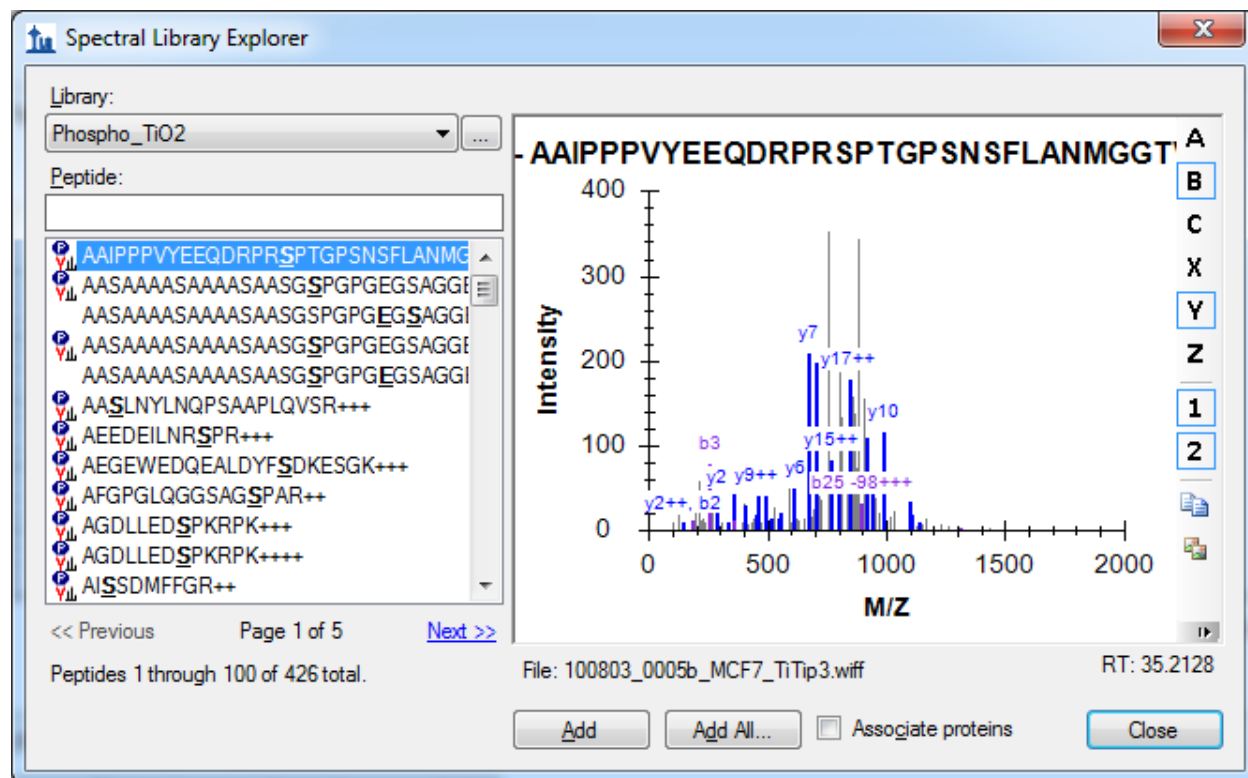 Spectral Library Explorer
Library:
Phospho_TiO2
...
Peptide:
AAIPPPVYEEQDRPRSPTGPSNSFLANMG
AASAAAASAAAASAASGSPGPGEGSAGGE
AASAAAASAAAASAASGSPGPGEGSAGGI
AASAAAASAAAASAASGSPGPGEGSAGGE
AASAAAASAAAASAASGSPGPGEGSAGGI
AASLNYLNQPSAAPLQVSR+++
AEEDEILNRSPR+++
AEGEWEDQEALDYFSDKESGK+++
AFGPGLQGGSAGSPAR++
AGDLLEDSPKRPK+++
AGDLLEDSPKRPK++++
AISSDMFFGR++
<< Previous
Page 1 of 5
Next >>
Peptides 1 through 100 of 426 total.
- AAIPPPVYEEQDRPRSPTGPSNSFLANMGGT
400
300
200
100
0
Intensity
y7
y17++
y10
b3
y15++
y2
y9++
y6
b25 -98+++
y2++, b2
0
500
1000
1500
2000
M/Z
A
B
C
X
Y
Z
1
2
File: 100803_0005b_MCF7_TiTip3.wiff
RT: 35.2128
Add
Add All...
Associate proteins
Close